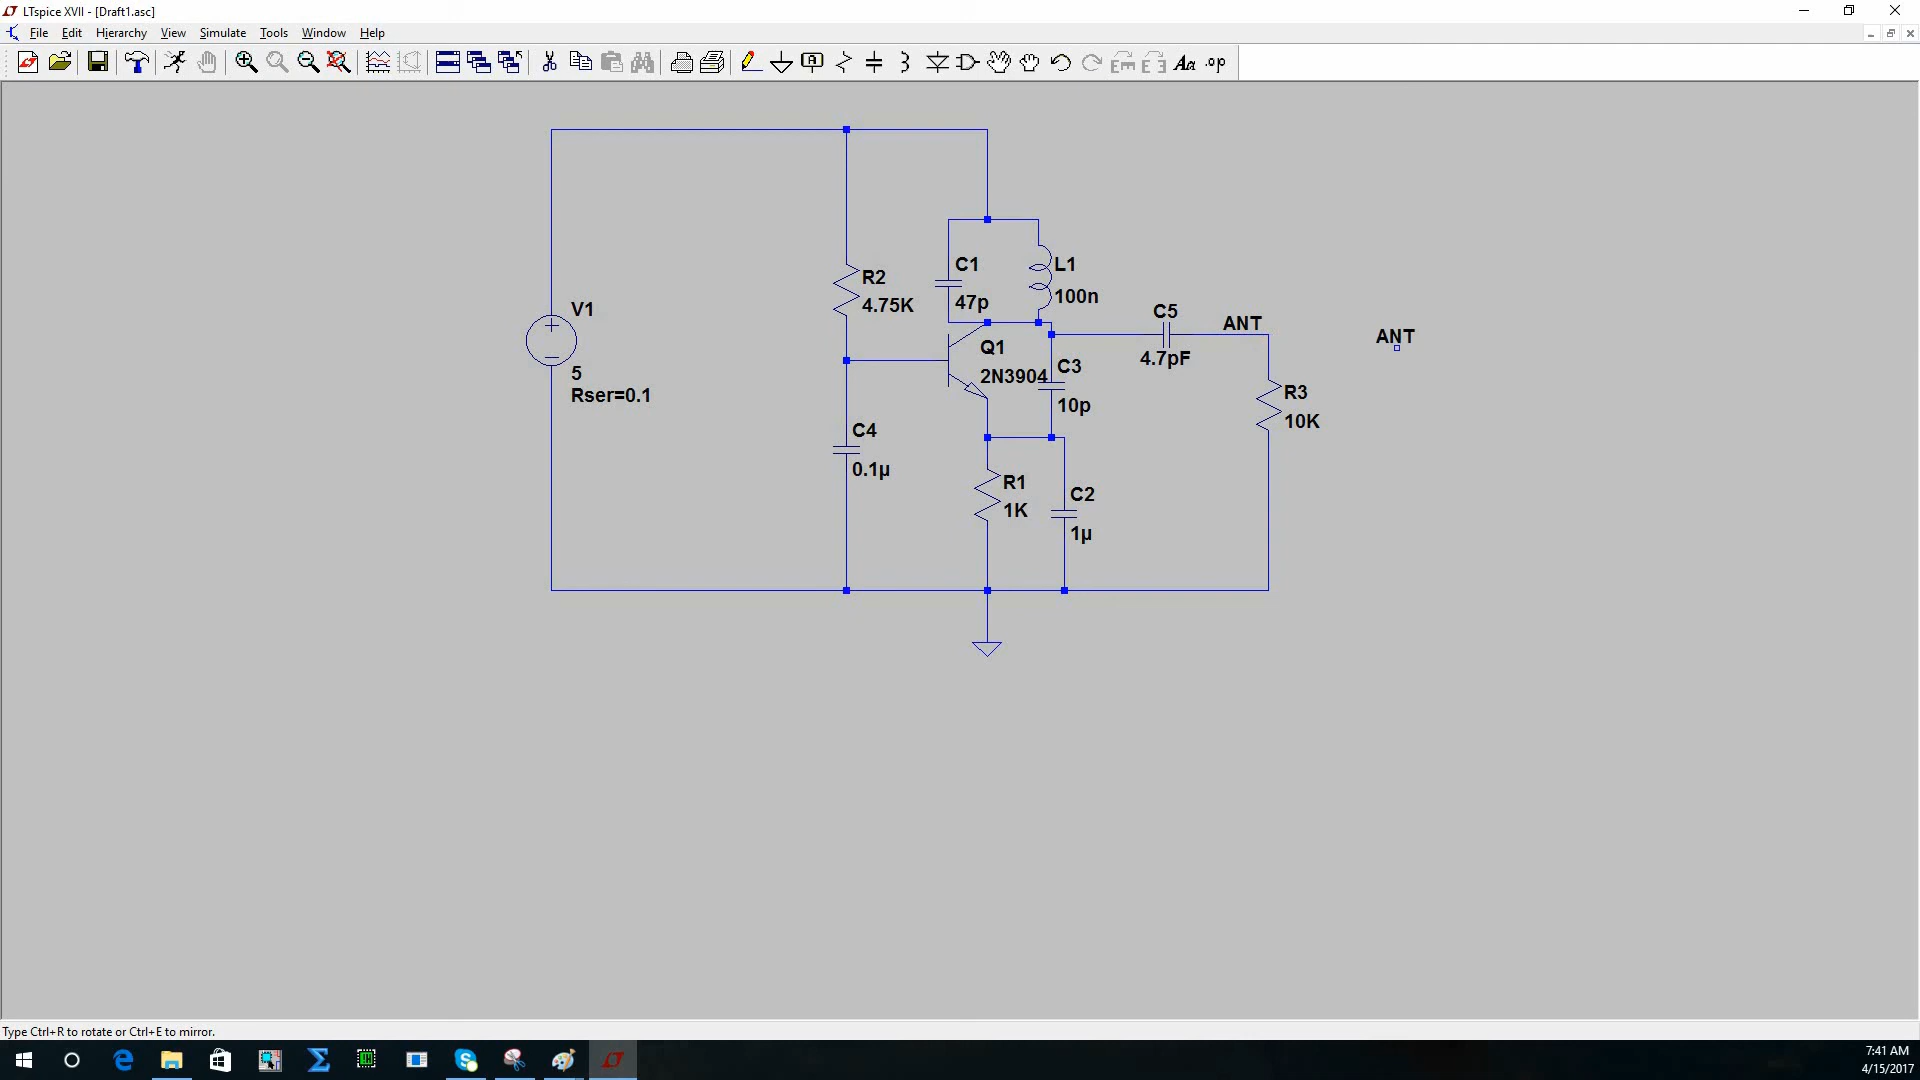 LTspice XVII - [Draft1.asc]
File Edit Hierarchy View Simulate Tools Window Help
Aa .op
R2
4.75K
C1
47p
L1
100n
V1
5
Rser=0.1
Q1
2N3904
C3
10p
C5
4.7pF
ANT
ANT
R3
10K
C4
0.1µ
R1
1K
C2
1µ
Type Ctrl+R to rotate or Ctrl+E to mirror.
7:41 AM
4/15/2017